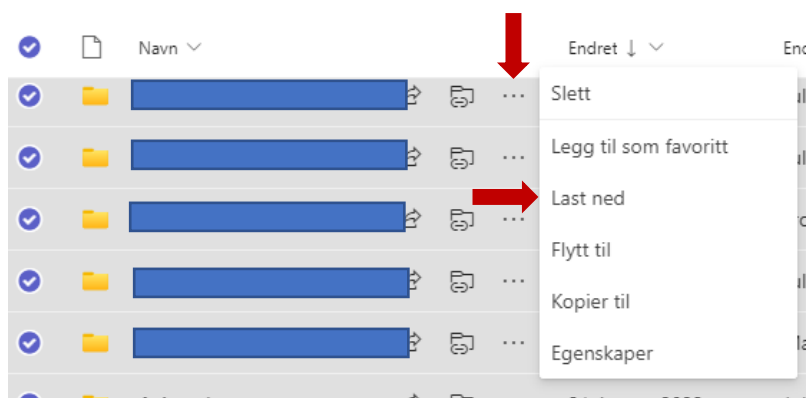 Navn
Endret
Slett
Legg til som favoritt
Last ned
Flytt til
Kopier til
Egenskaper